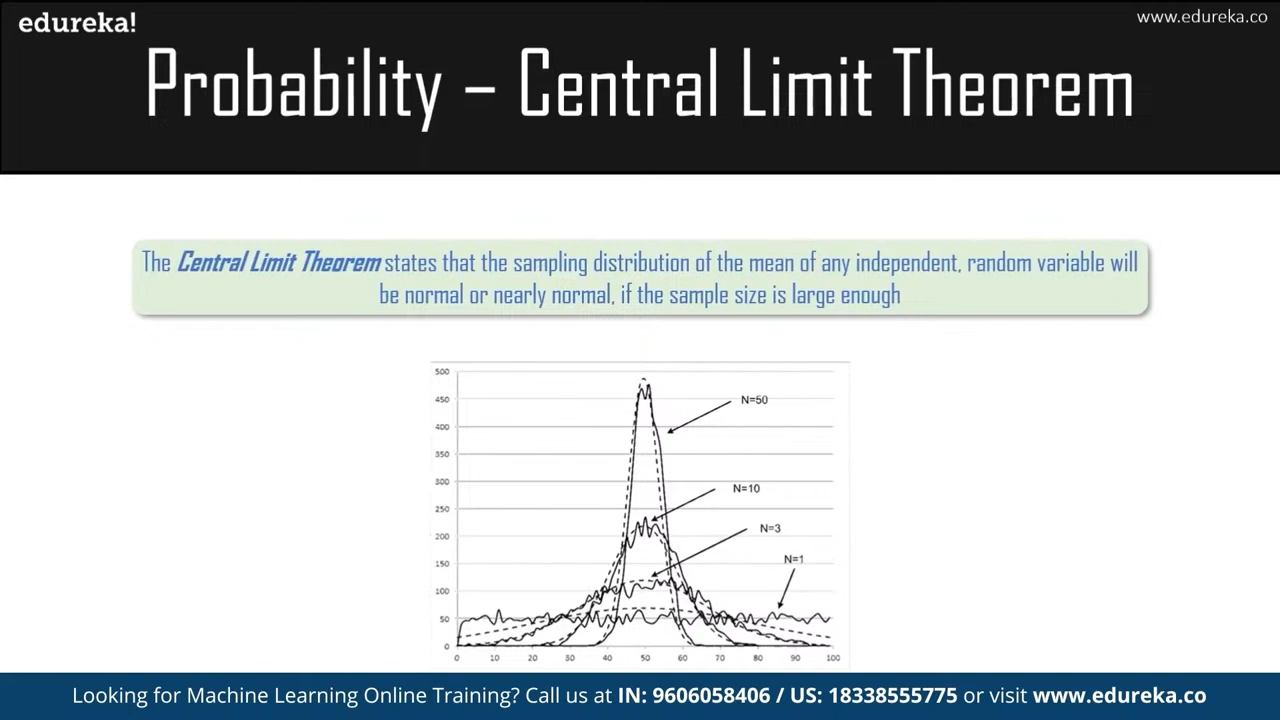 edureka!
www.edureka.co
Probability – Central Limit Theorem
The Central Limit Theorem states that the sampling distribution of the mean of any independent, random variable will
be normal or nearly normal, if the sample size is large enough
500
450
400
350
300
250
200
150
100
50
0
N=50
N=10
N=3
N=1
0 10 20 30 40 50 60 70 80 90 100
Looking for Machine Learning Online Training? Call us at IN: 9606058406 / US: 18338555775 or visit www.edureka.co